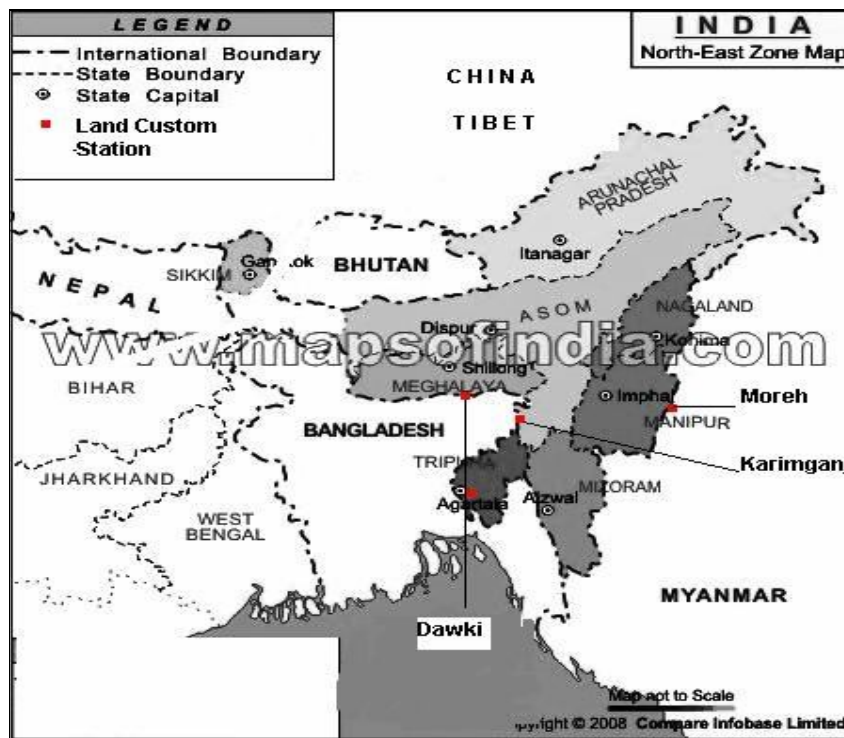 LEGEND
International Boundary
State Boundary
State Capital
Land Custom
Station
INDIA
North-East Zone Map
CHINA
TIBET
ARUNACHAL
PRADESH
Itanagar
SIKKIM
BHUTAN
NEPAL
ASOM
NAGALAND
Dispur
Kohima
www.mapsofindia.com
Shillong
BIHAR
MEGHALAYA
Imphal
Moreh
MANIPUR
BANGLADESH
Karimganj
TRIPURA
JHARKHAND
MIZORAM
Agartala
Aizwal
WEST
BENGAL
MYANMAR
Dawki
Map not to Scale
pyright © 2008 Compare Infobase Limited